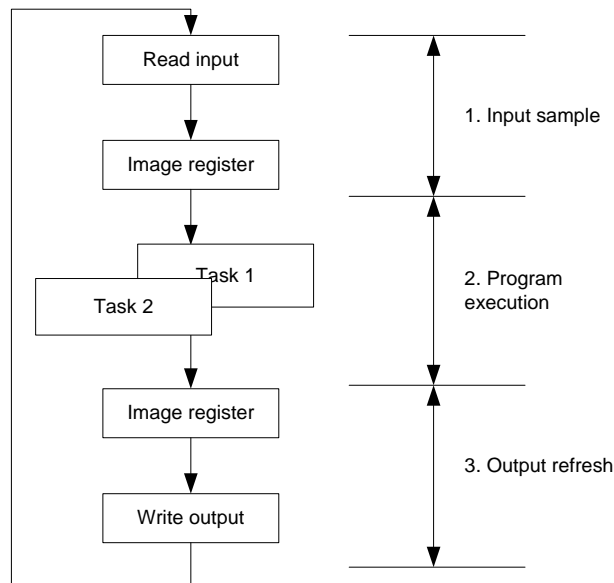 Read input
1. Input sample
Image register
Task 1
2. Program
execution
Task 2
Image register
3. Output refresh
Write output